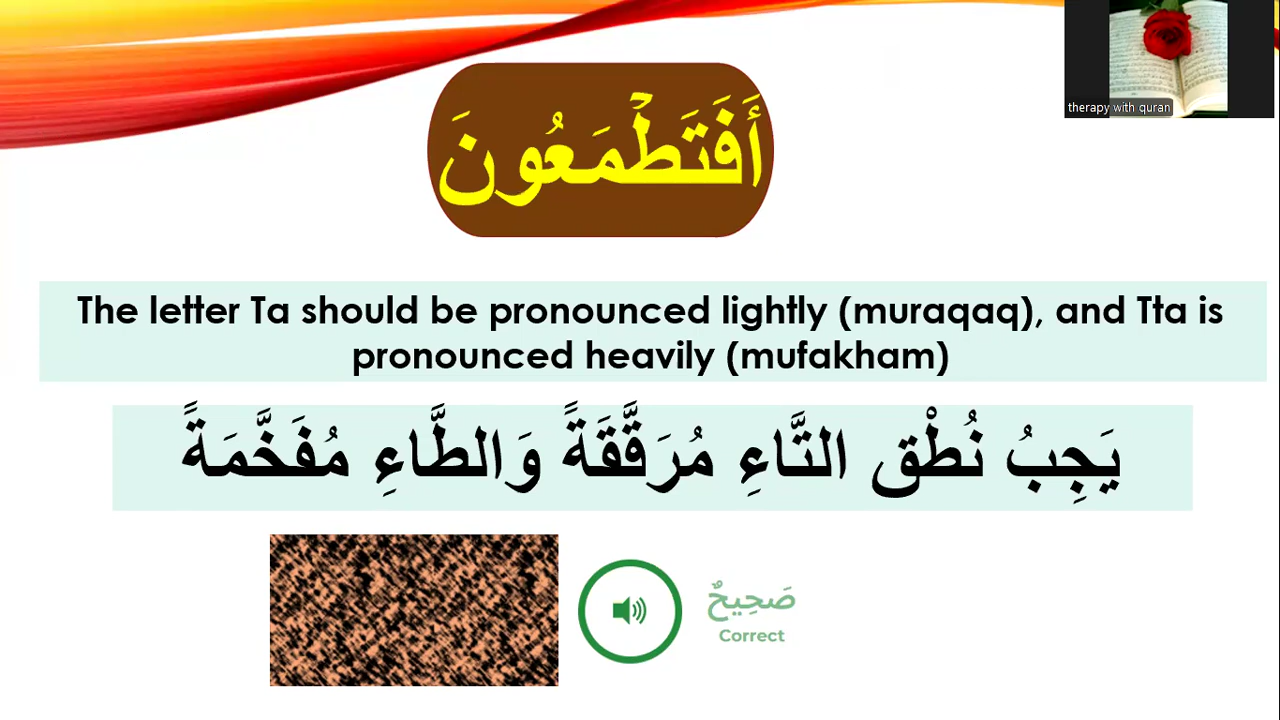 therapy with quran
أَفَتَطۡمَعُونَ
The letter Ta should be pronounced lightly (muraqaq), and Tta is
pronounced heavily (mufakham)
يَجِبُ نُطْق التَّاءِ مُرَقَّقَةً وَالطَّاءِ مُفَخَّمَةً
صَحِيحٌ
Correct